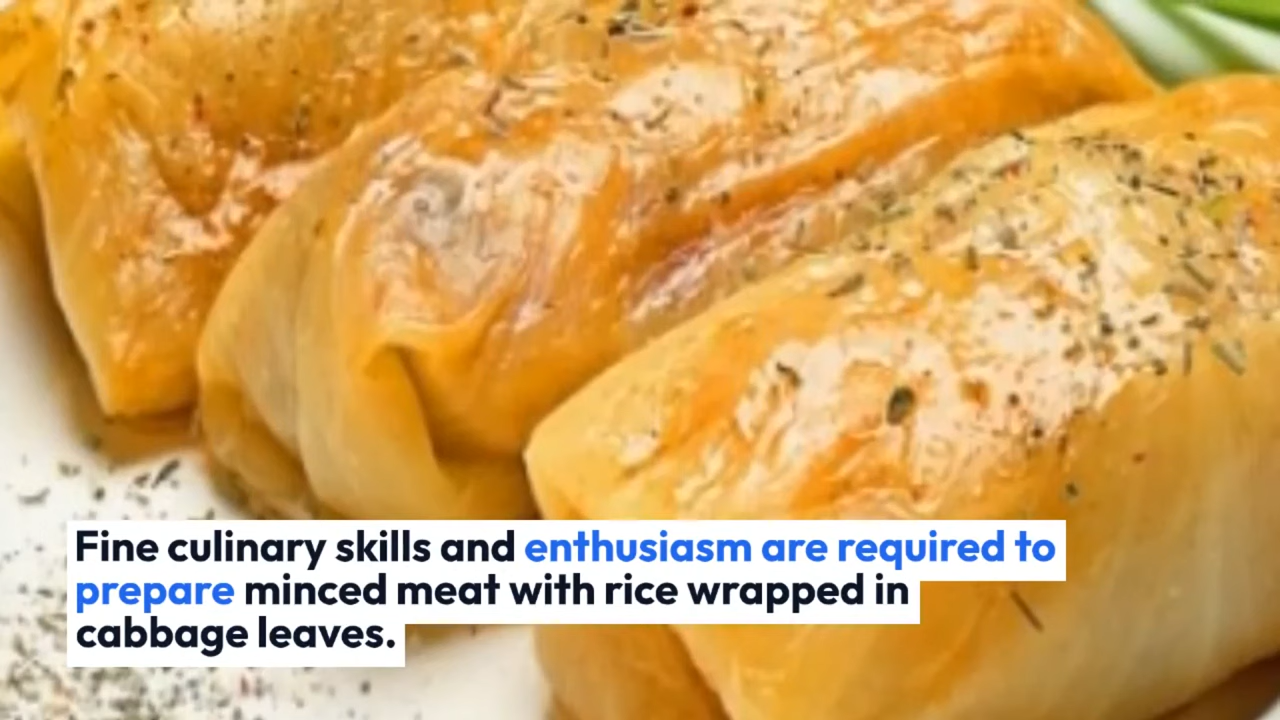 Fine culinary skills and enthusiasm are required to
prepare minced meat with rice wrapped in
cabbage leaves.